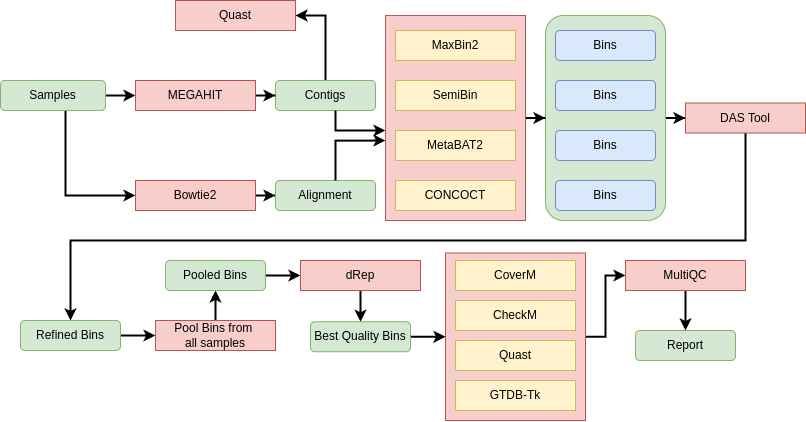 Quast
Samples
MEGAHIT
Contigs
Bowtie2
Alignment
MaxBin2
SemiBin
MetaBAT2
CONCOCT
Bins
Bins
Bins
Bins
DAS Tool
Refined Bins
Pool Bins from
all samples
Pooled Bins
dRep
Best Quality Bins
CoverM
CheckM
Quast
GTDB-Tk
MultiQC
Report